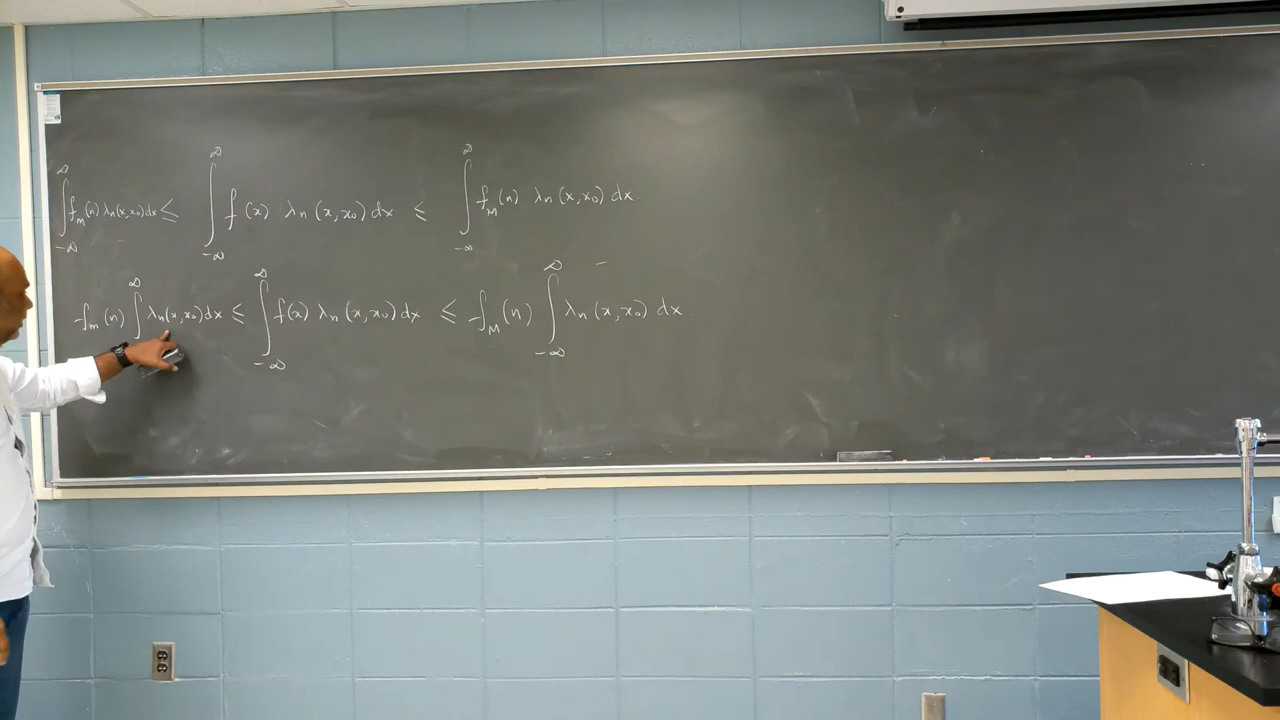 ∫_{-∞}^{∞} f_m(n) λ_n(x,x_0) dx ≤ ∫_{-∞}^{∞} f(x) λ_n(x,x_0) dx ≤ ∫_{-∞}^{∞} f_M(n) λ_n(x,x_0) dx
f_m(n) ∫^{∞} λ_n(x,x_0) dx ≤ ∫_{-∞}^{∞} f(x) λ_n(x,x_0) dx ≤ f_M(n) ∫_{-∞}^{∞} λ_n(x,x_0) dx